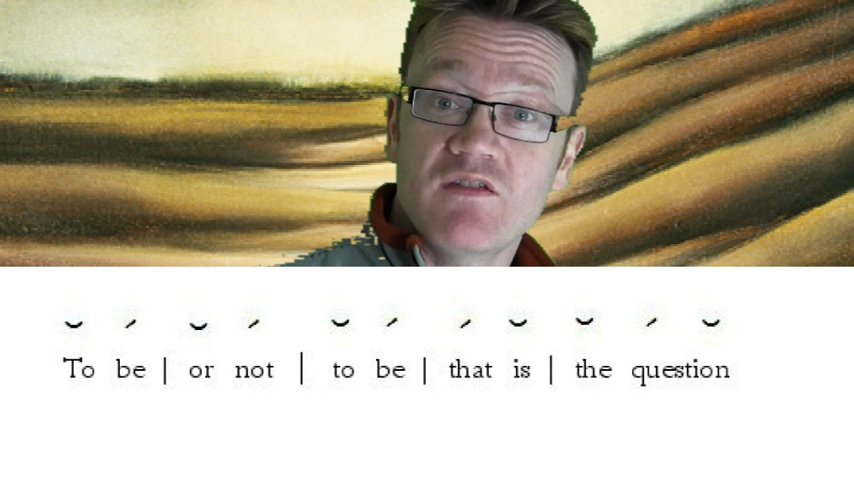 To be | or not | to be | that is | the question